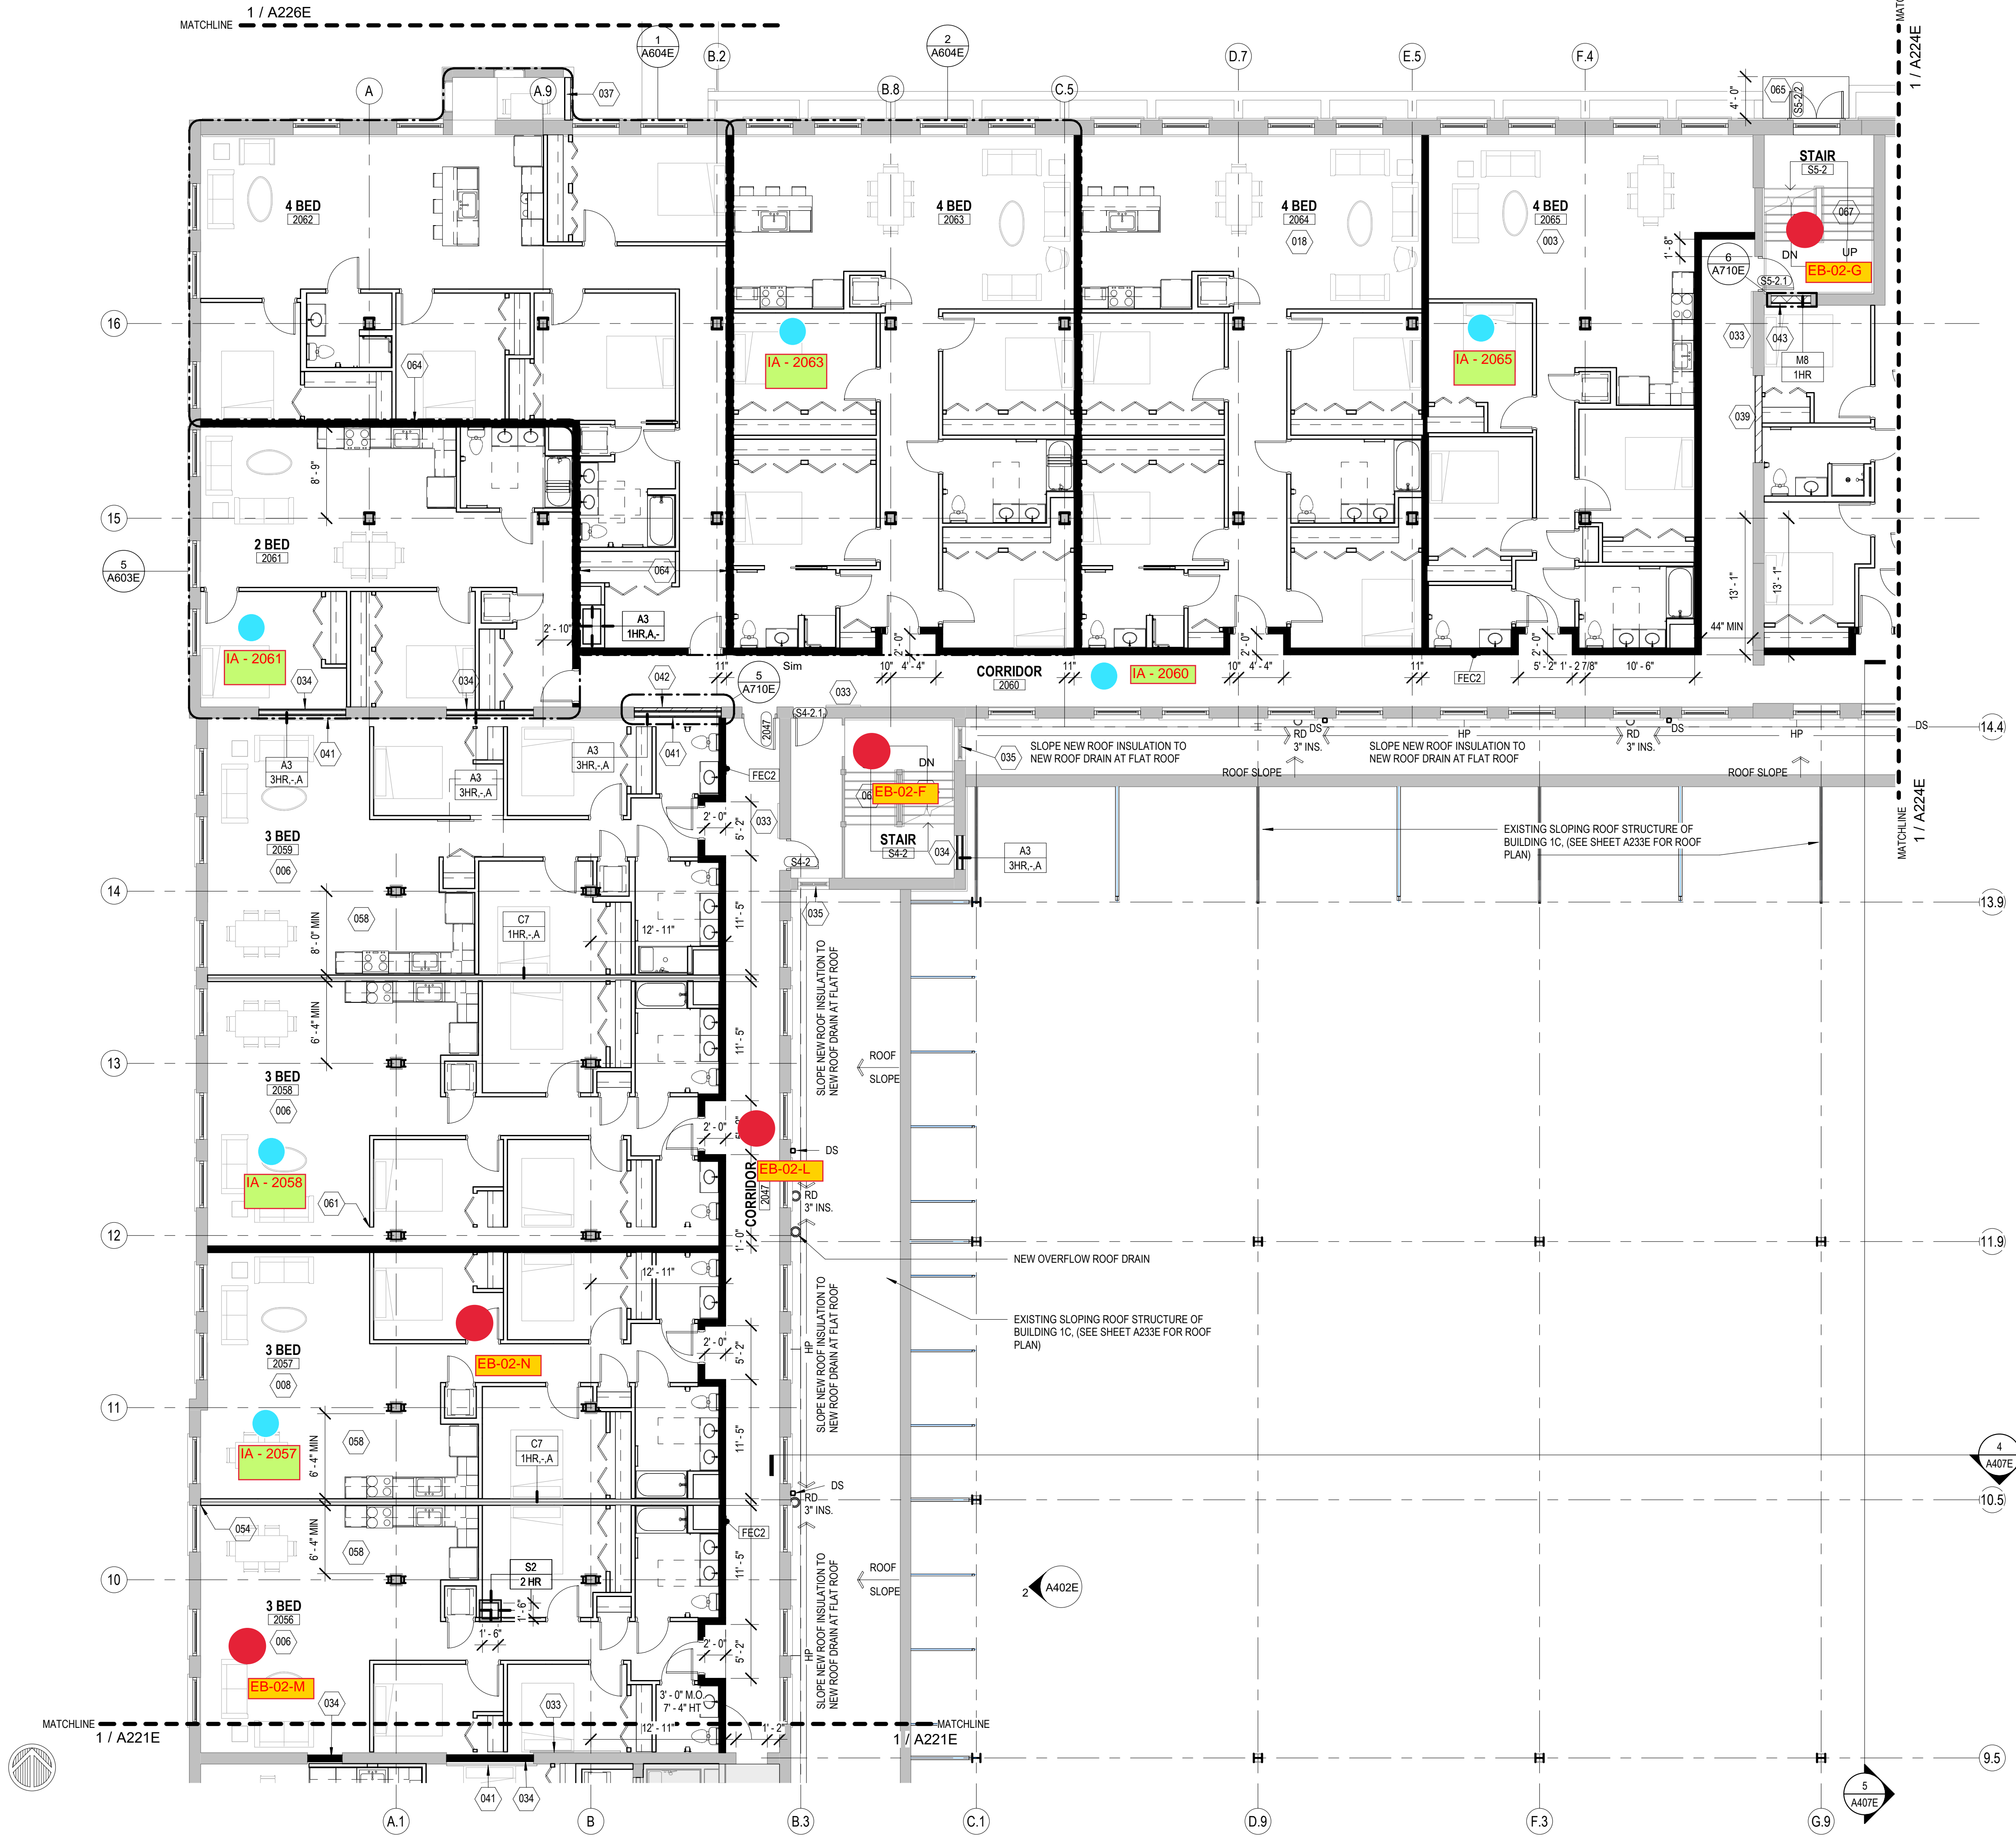 1 / A226E
MATCHLINE
1
A604E
2
A604E
B.2
D.7
E.5
F.4
A
A.9
B.8
C.5
037
065
4' - 0"
S5-2/2
1 / A224E
STAIR
S5-2
067
DN
UP
EB-02-G
6
A710E
S5-2.1
1' - 8"
4 BED
2062
4 BED
2063
4 BED
2064
018
4 BED
2065
003
16
064
IA - 2063
IA - 2065
033
043
M8
1HR
039
8' - 9"
15
2 BED
2061
5
A603E
064
A3
1HR,A,-
2' - 10"
IA - 2061
034
034
13' - 1"
13' - 1"
44" MIN
11"
Sim
10"
4' - 4"
2' - 0"
11"
10"
4' - 4"
2' - 0"
11"
FEC2
5' - 2"
2' - 0"
1' - 2 7/8"
10' - 6"
CORRIDOR
2060
IA - 2060
042
5
A710E
033
S4-2.1
2047
041
A3
3HR,-,A
A3
3HR,-,A
A3
3HR,-,A
041
FEC2
DN
EB-02-F
STAIR
S4-2
S4-2
034
A3
3HR,-,A
035
035
033
SLOPE NEW ROOF INSULATION TO
NEW ROOF DRAIN AT FLAT ROOF
RD
3" INS.
DS
HP
SLOPE NEW ROOF INSULATION TO
NEW ROOF DRAIN AT FLAT ROOF
RD
3" INS.
DS
HP
DS
14.4
ROOF SLOPE
ROOF SLOPE
EXISTING SLOPING ROOF STRUCTURE OF
BUILDING 1C, (SEE SHEET A233E FOR ROOF
PLAN)
MATCHLINE
1 / A224E
3 BED
2059
006
2' - 0"
5' - 2"
14
058
8' - 0" MIN
C7
1HR,-,A
12' - 11"
11' - 5"
13.9
SLOPE NEW ROOF INSULATION TO
NEW ROOF DRAIN AT FLAT ROOF
6' - 4" MIN
11' - 5"
13
3 BED
2058
006
ROOF
SLOPE
2' - 0"
EB-02-L
DS
CORRIDOR
2047
RD
3" INS.
IA - 2058
061
12
1' - 0"
11.9
NEW OVERFLOW ROOF DRAIN
12' - 11"
SLOPE NEW ROOF INSULATION TO
NEW ROOF DRAIN AT FLAT ROOF
HP
EXISTING SLOPING ROOF STRUCTURE OF
BUILDING 1C, (SEE SHEET A233E FOR ROOF
PLAN)
3 BED
2057
008
EB-02-N
2' - 0"
5' - 2"
11
IA - 2057
058
6' - 4" MIN
C7
1HR,-,A
11' - 5"
4
A407E
DS
RD
3" INS.
10.5
054
6' - 4" MIN
058
FEC2
11' - 5"
S2
2 HR
1' - 6"
1' - 6"
10
ROOF
SLOPE
2
A402E
3 BED
2056
006
EB-02-M
2' - 0"
5' - 2"
HP
SLOPE NEW ROOF INSULATION TO
NEW ROOF DRAIN AT FLAT ROOF
034
033
3' - 0" M.O.
7' - 4" HT
12' - 11"
1' - 2"
MATCHLINE
1 / A221E
MATCHLINE
1 / A221E
041
034
9.5
5
A407E
A.1
B
B.3
C.1
D.9
F.3
G.9